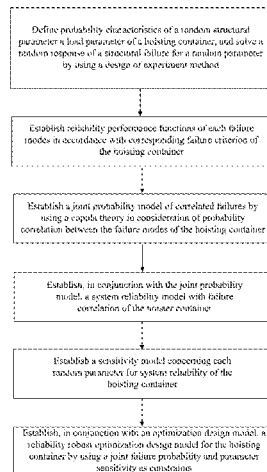 Define probability characteristics of a random structural
parameter a load parameter of a hoisting container, and solve a
random response of a structural failure for a random parameter
by using a design of experiment method
Establish reliability performance functions of each failure
modes in accordance with corresponding failure criterion of
the hoisting container
Establish a joint probability model of correlated failures by
using a copula theory in consideration of probability
correlation between the failure modes of the hoisting container
Establish, in conjunction with the joint probability
model, a system reliability model with failure
correlation of the container
Establish a sensitivity model concerning each
random parameter for system reliability of the
hoisting container
Establish, in conjunction with an optimization design model, a
reliability robust optimization design model for the hoisting
container by using a joint failure probability and parameter
sensitivity as constraints